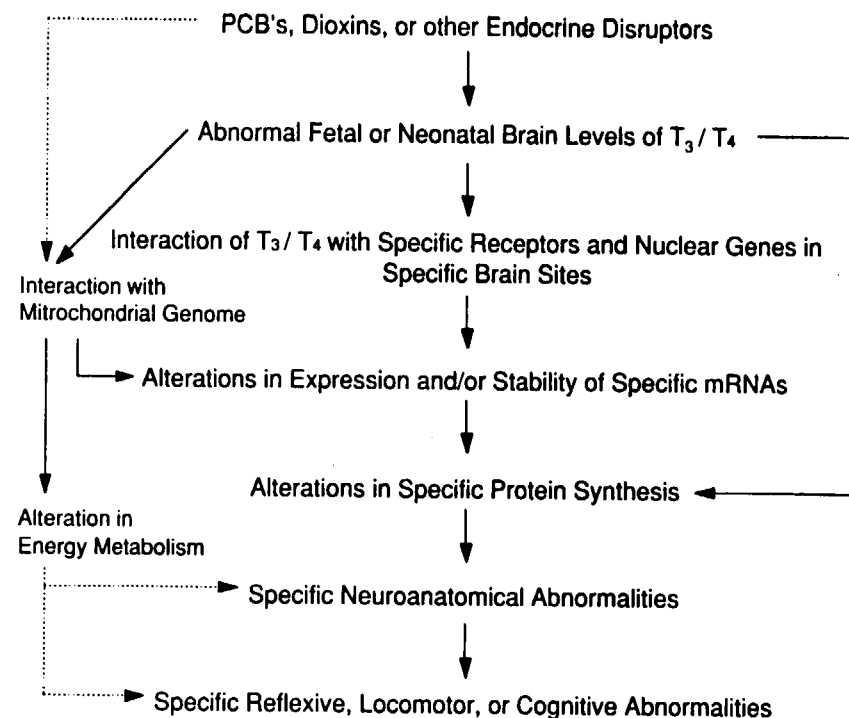 PCB's, Dioxins, or other Endocrine Disruptors
Abnormal Fetal or Neonatal Brain Levels of T₃ / T₄
Interaction of T₃ / T₄ with Specific Receptors and Nuclear Genes in
Specific Brain Sites
Interaction with
Mitrochondrial Genome
Alterations in Expression and/or Stability of Specific mRNAs
Alterations in Specific Protein Synthesis
Alteration in
Energy Metabolism
Specific Neuroanatomical Abnormalities
Specific Reflexive, Locomotor, or Cognitive Abnormalities